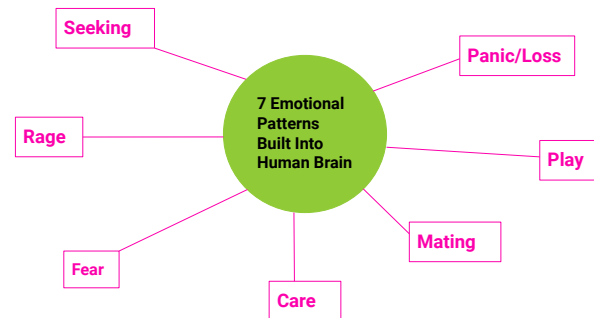 Seeking
Panic/Loss
7 Emotional
Patterns
Built Into
Human Brain
Rage
Play
Mating
Fear
Care